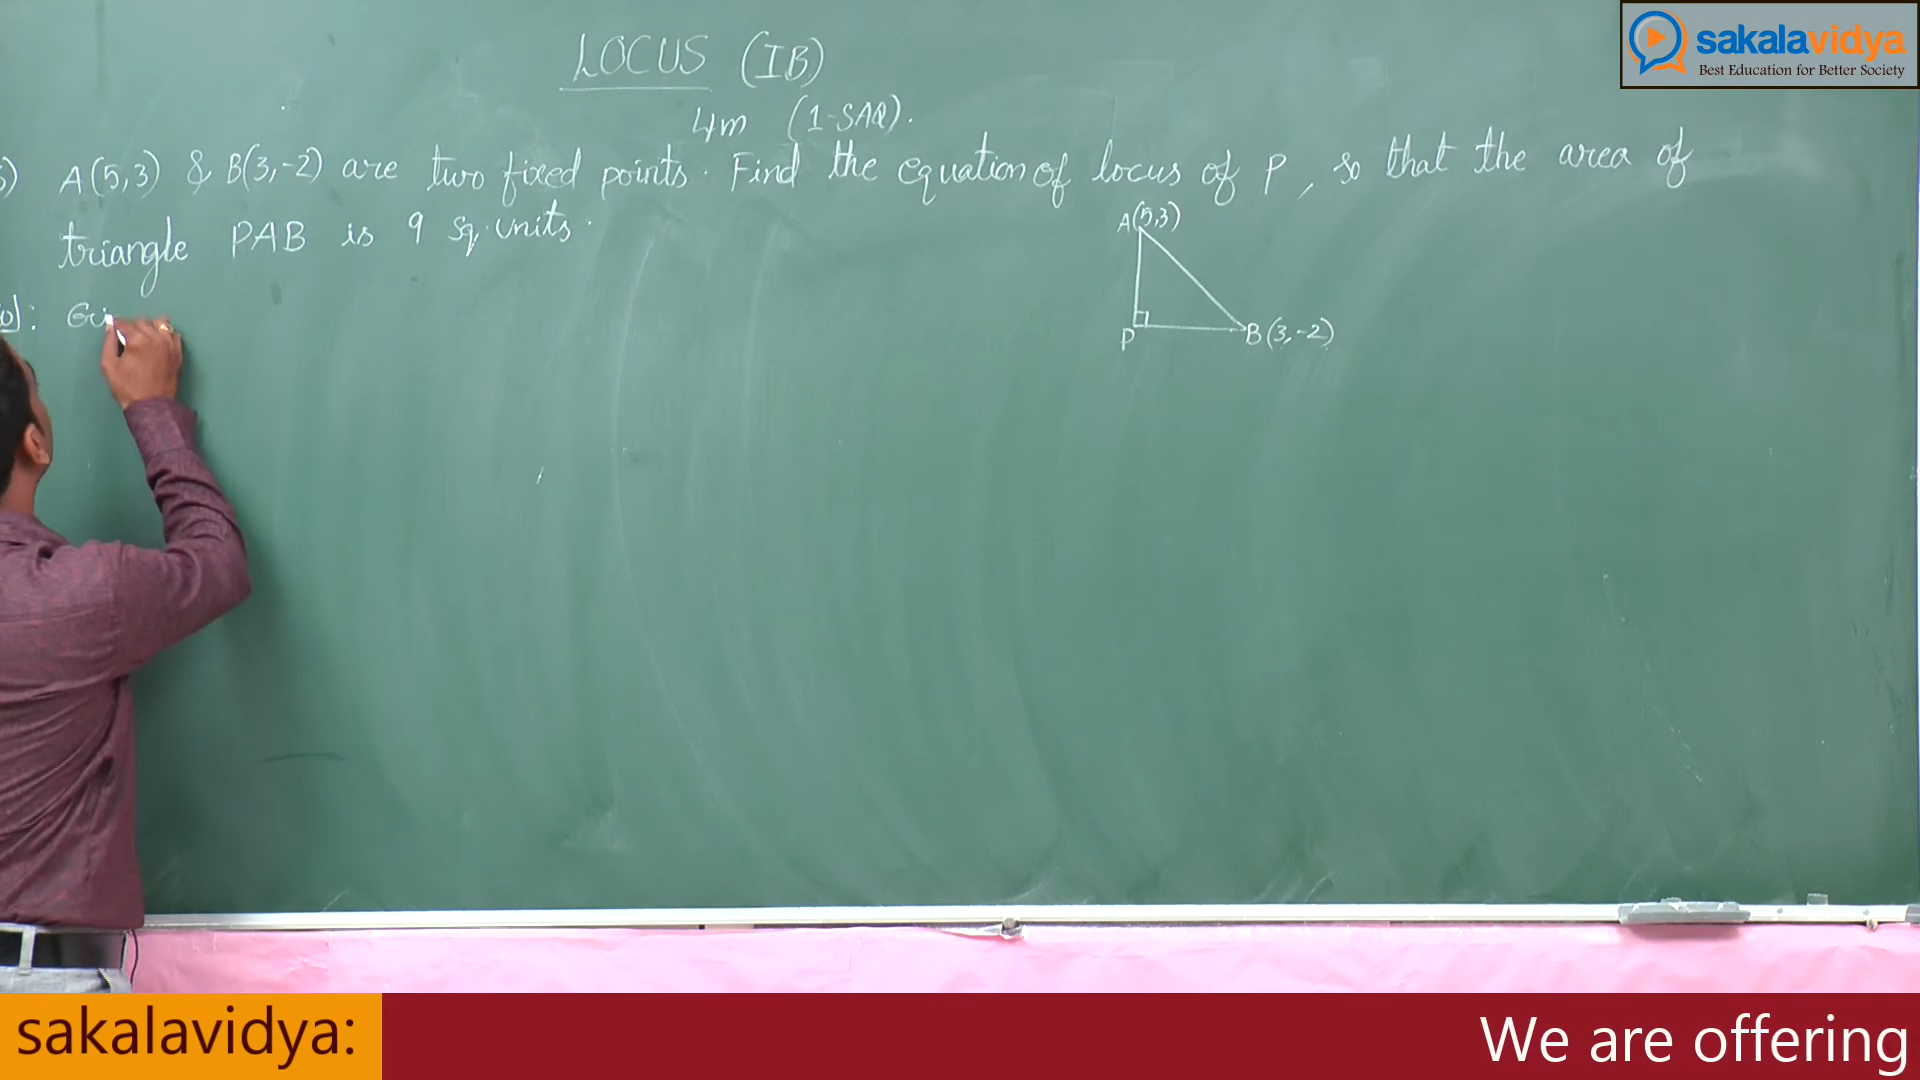 LOCUS (IB)
4m (1-SAQ).
A(5,3) & B(3,-2) are two fixed points. Find the equation of locus of P, so that the area of
triangle PAB is 9 sq.units.
A(5,3)
P
B(3,-2)
Gi
sakalavidya
Best Education for Better Society
sakalavidya:
We are offering